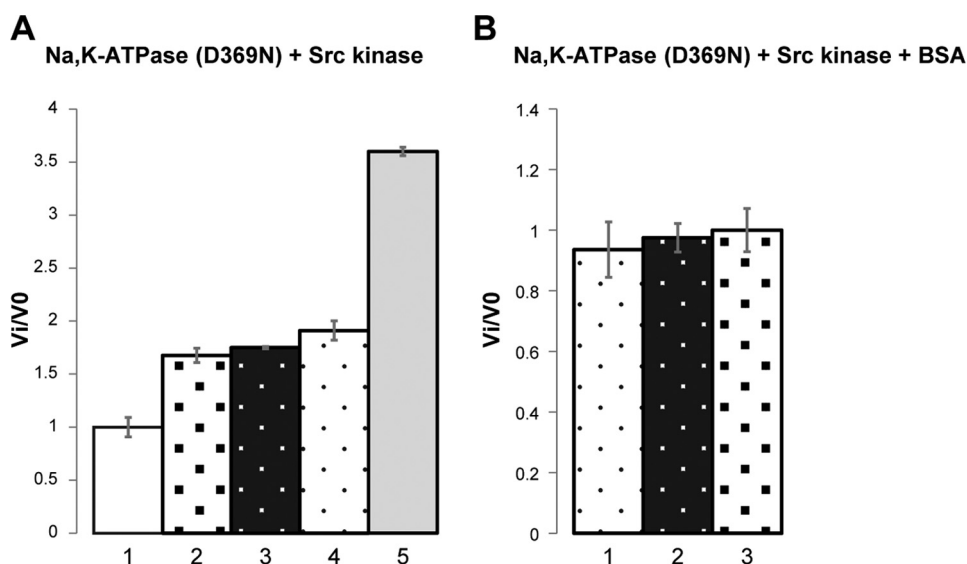 A
Na,K-ATPase (D369N) + Src kinase
Vi/V0
4
3.5
3
2.5
2
1.5
1
0.5
0
1 2 3 4 5
B
Na,K-ATPase (D369N) + Src kinase + BSA
Vi/V0
1.4
1.2
1
0.8
0.6
0.4
0.2
0
1 2 3